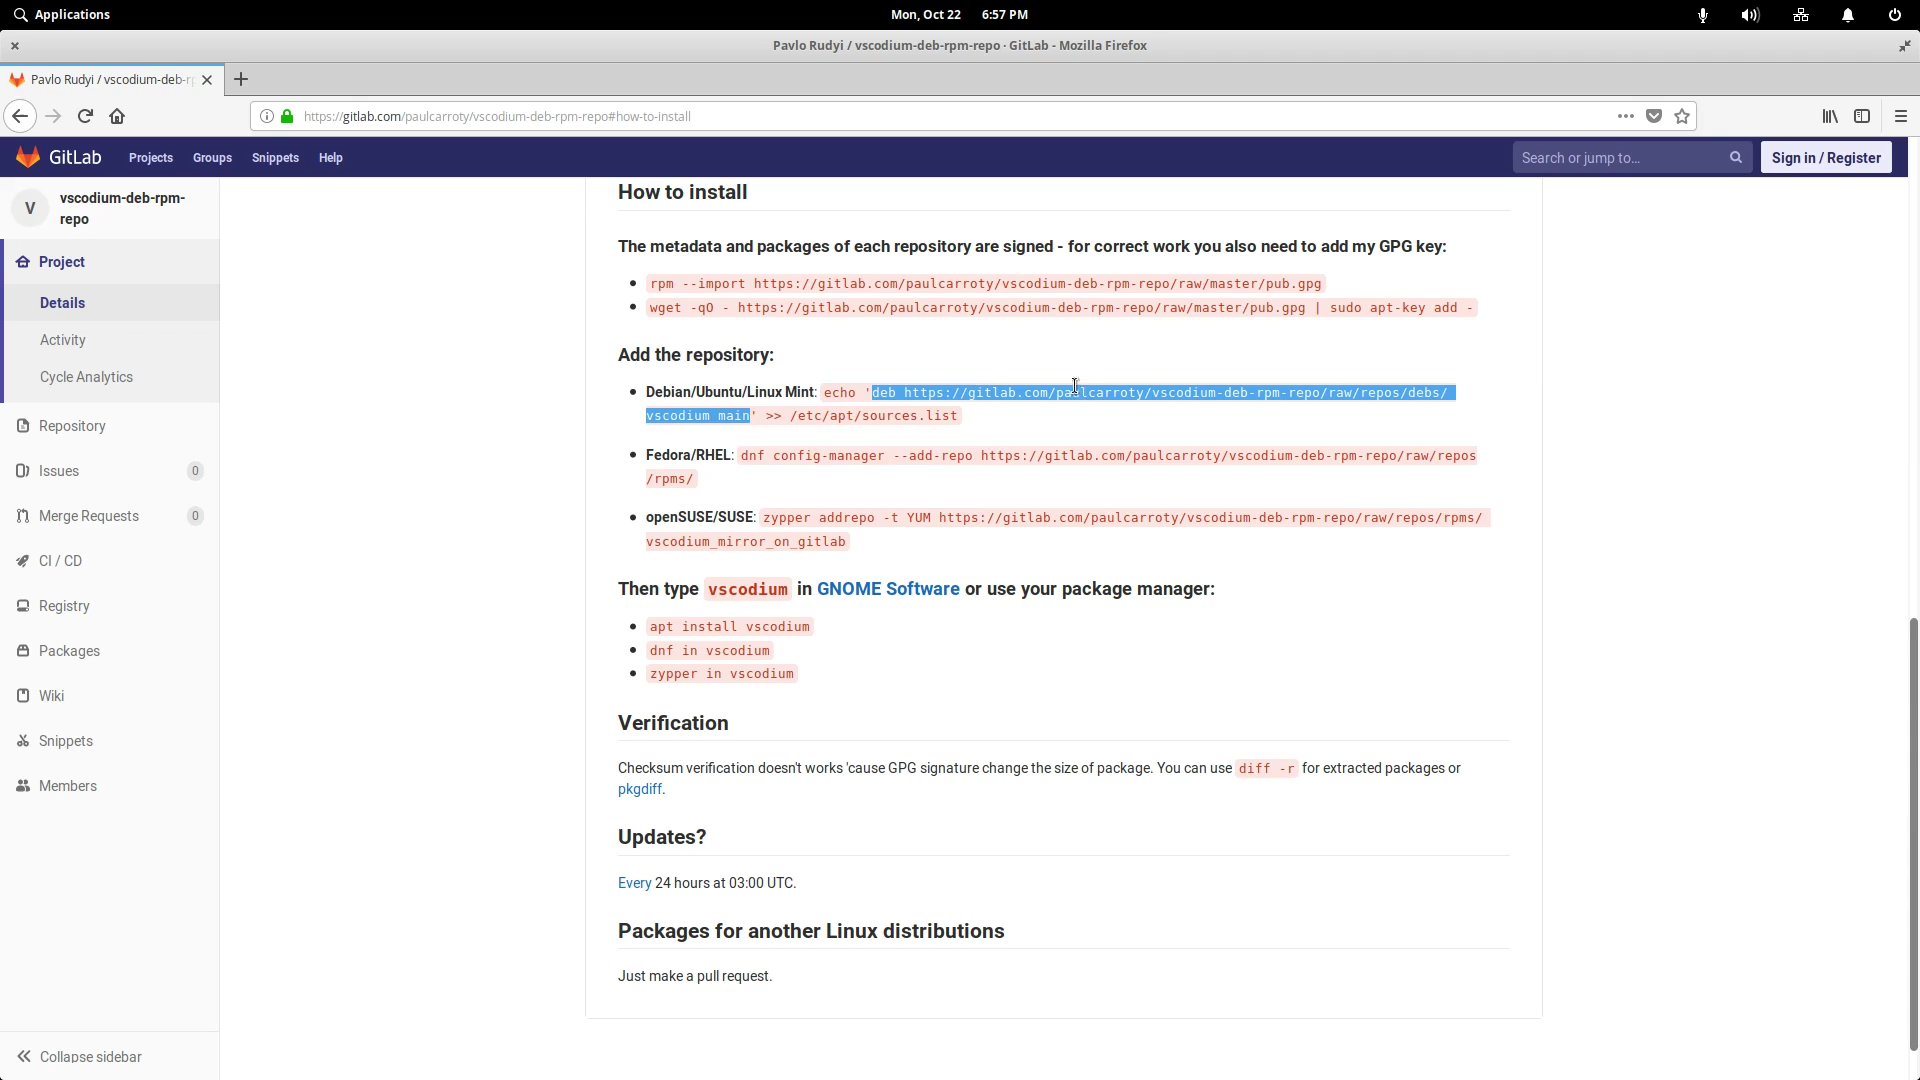 Applications
Mon, Oct 22 6:57 PM
Pavlo Rudyi / vscodium-deb-rpm-repo · GitLab - Mozilla Firefox
Pavlo Rudyi / vscodium-deb-r
https://gitlab.com/paulcarroty/vscodium-deb-rpm-repo#how-to-install
GitLab Projects Groups Snippets Help Search or jump to… Sign in / Register
V
vscodium-deb-rpm-
repo
Project
Details
Activity
Cycle Analytics
Repository
Issues 0
Merge Requests 0
CI / CD
Registry
Packages
Wiki
Snippets
Members
Collapse sidebar
How to install
The metadata and packages of each repository are signed - for correct work you also need to add my GPG key:
• rpm --import https://gitlab.com/paulcarroty/vscodium-deb-rpm-repo/raw/master/pub.gpg
• wget -qO - https://gitlab.com/paulcarroty/vscodium-deb-rpm-repo/raw/master/pub.gpg | sudo apt-key add -
Add the repository:
• Debian/Ubuntu/Linux Mint: echo 'deb https://gitlab.com/paulcarroty/vscodium-deb-rpm-repo/raw/repos/debs/
vscodium main' >> /etc/apt/sources.list
• Fedora/RHEL: dnf config-manager --add-repo https://gitlab.com/paulcarroty/vscodium-deb-rpm-repo/raw/repos
/rpms/
• openSUSE/SUSE: zypper addrepo -t YUM https://gitlab.com/paulcarroty/vscodium-deb-rpm-repo/raw/repos/rpms/
vscodium_mirror_on_gitlab
Then type vscodium in GNOME Software or use your package manager:
• apt install vscodium
• dnf in vscodium
• zypper in vscodium
Verification
Checksum verification doesn't works 'cause GPG signature change the size of package. You can use diff -r for extracted packages or
pkgdiff.
Updates?
Every 24 hours at 03:00 UTC.
Packages for another Linux distributions
Just make a pull request.